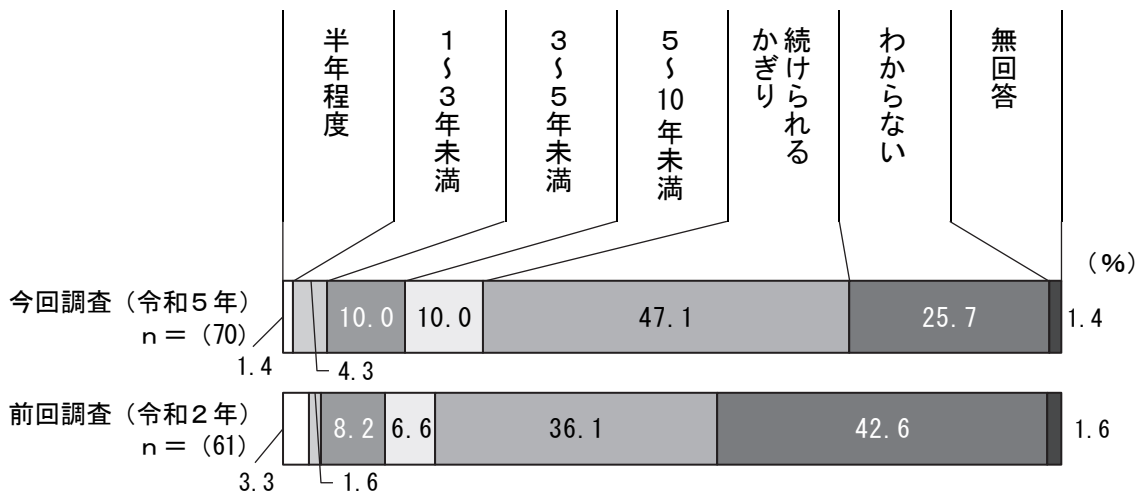 半年程度
1～3年未満
3～5年未満
5～10年未満
続けられる
かぎり
わからない
無回答
（％）
今回調査（令和５年）
ｎ＝（70）
1.4
4.3
10.0
10.0
47.1
25.7
1.4
前回調査（令和２年）
ｎ＝（61）
3.3
1.6
8.2
6.6
36.1
42.6
1.6